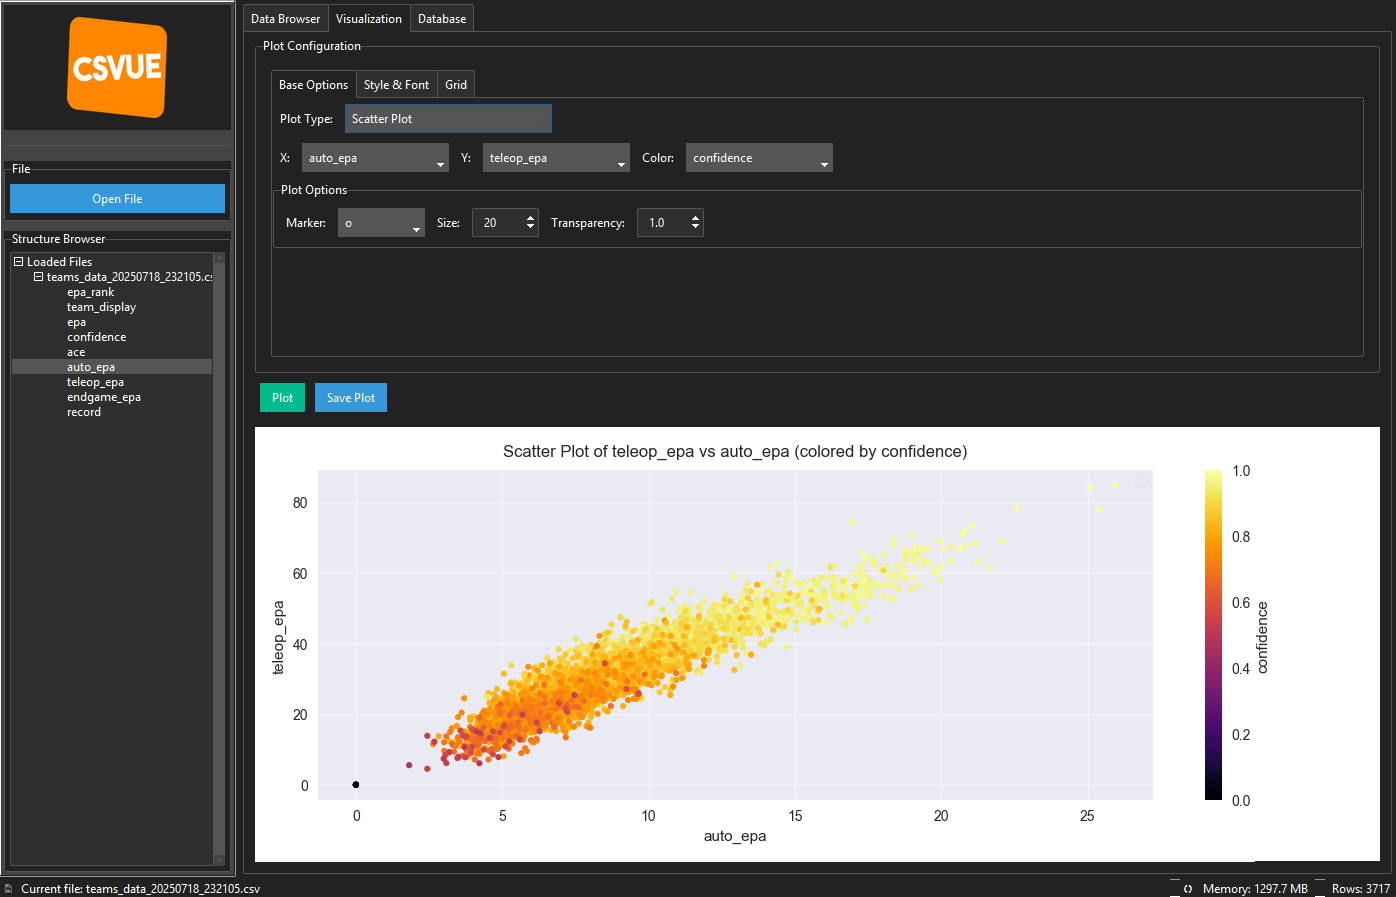 CSVUE
File
Open File
Structure Browser
Loaded Files
teams_data_20250718_232105.cs
epa_rank
team_display
epa
confidence
ace
auto_epa
teleop_epa
endgame_epa
record
Data Browser Visualization Database
Plot Configuration
Base Options Style & Font Grid
Plot Type: Scatter Plot
X: auto_epa Y: teleop_epa Color: confidence
Plot Options
Marker: o Size: 20 Transparency: 1.0
Plot Save Plot
Scatter Plot of teleop_epa vs auto_epa (colored by confidence)
teleop_epa
80
60
40
20
0
0 5 10 15 20 25
auto_epa
1.0
0.8
0.6
0.4
0.2
0.0
confidence
Current file: teams_data_20250718_232105.csv Memory: 1297.7 MB Rows: 3717